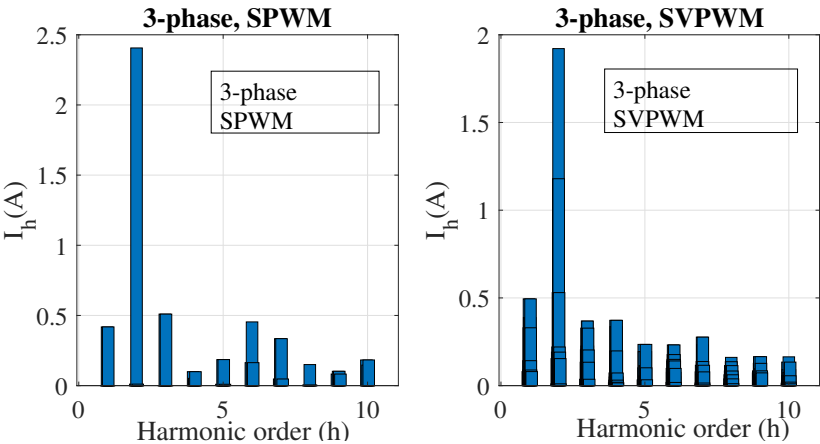 3-phase, SPWM
2.5
2
1.5
1
0.5
0
I_h(A)
3-phase
SPWM
0 5 10
Harmonic order (h)
3-phase, SVPWM
2
1.5
1
0.5
0
I_h(A)
3-phase
SVPWM
0 5 10
Harmonic order (h)